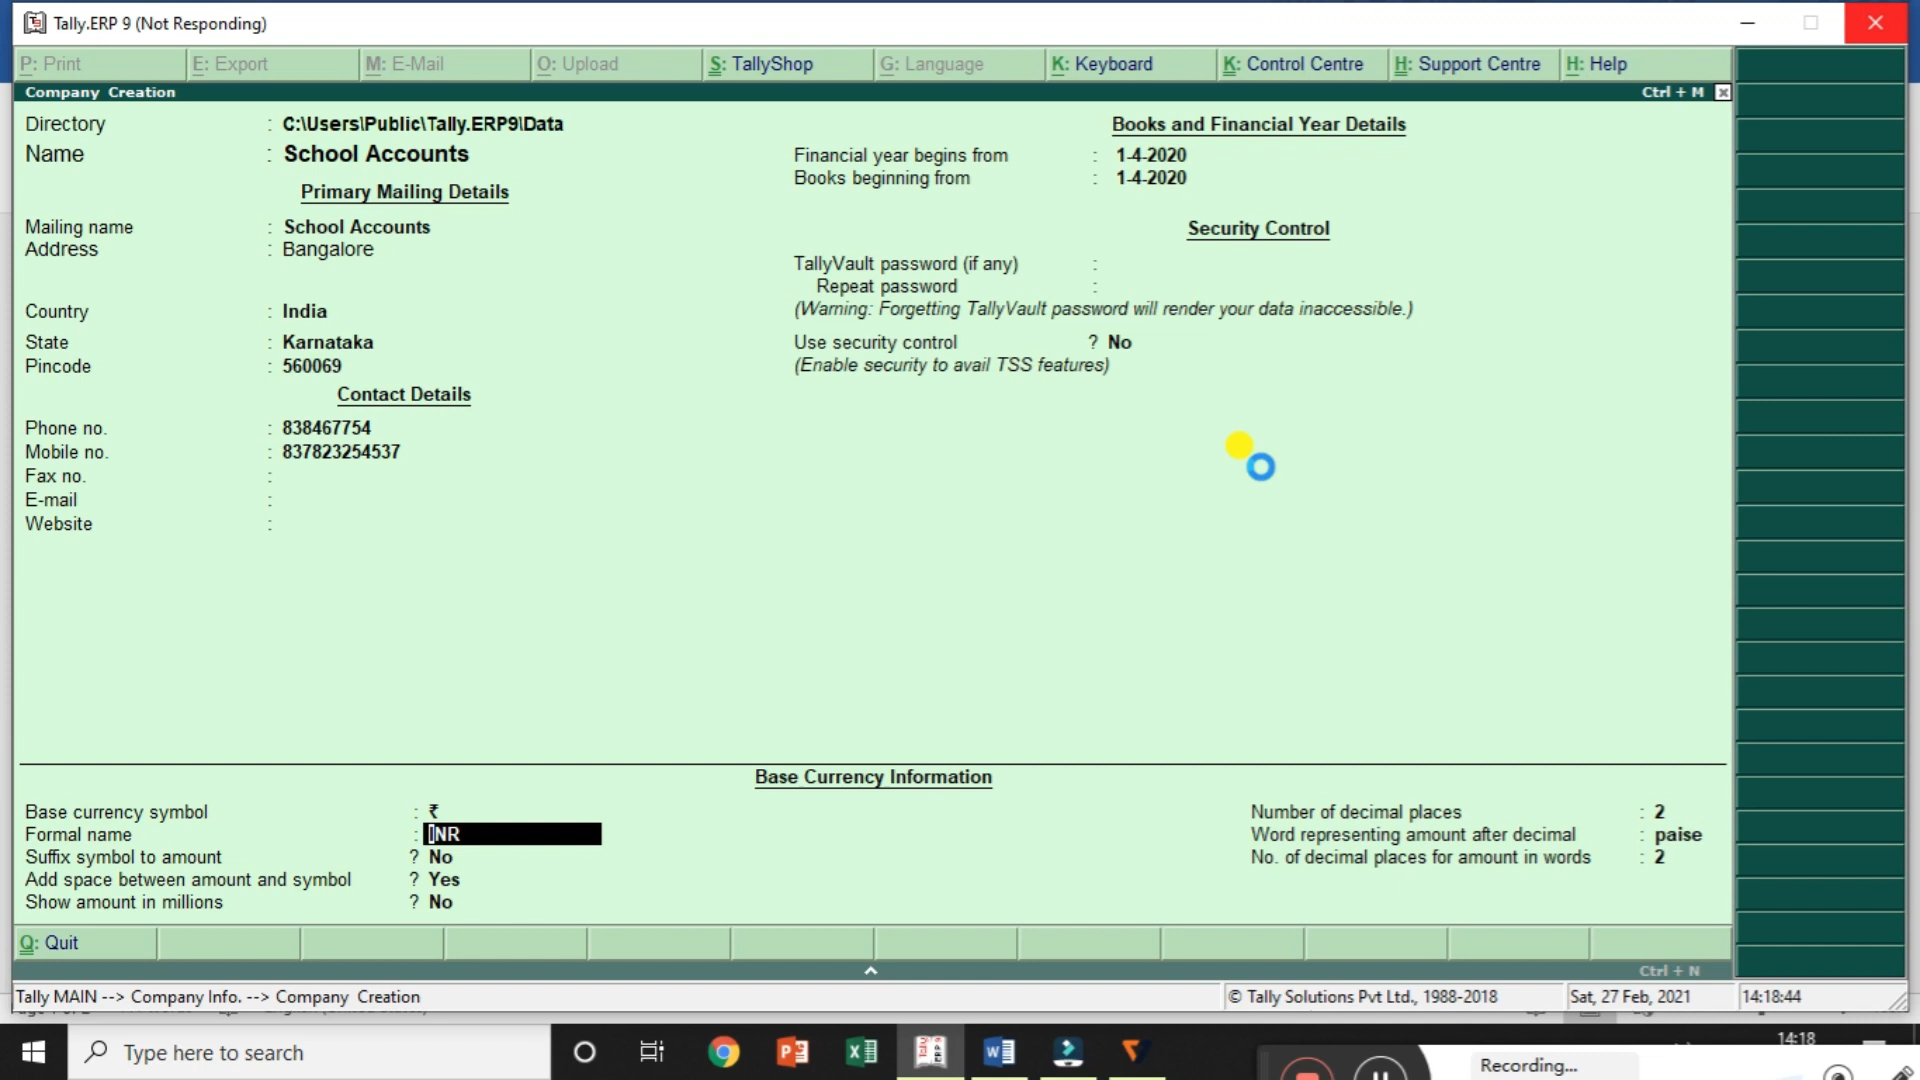 Tally.ERP 9 (Not Responding)
P: Print E: Export M: E-Mail O: Upload S: TallyShop G: Language K: Keyboard K: Control Centre H: Support Centre H: Help
Company Creation Ctrl + M
Directory : C:\Users\Public\Tally.ERP9\Data
Name : School Accounts
Primary Mailing Details
Mailing name : School Accounts
Address : Bangalore
Country : India
State : Karnataka
Pincode : 560069
Contact Details
Phone no. : 838467754
Mobile no. : 837823254537
Fax no. :
E-mail :
Website :
Books and Financial Year Details
Financial year begins from : 1-4-2020
Books beginning from : 1-4-2020
Security Control
TallyVault password (if any) :
Repeat password :
(Warning: Forgetting TallyVault password will render your data inaccessible.)
Use security control ? No
(Enable security to avail TSS features)
Base Currency Information
Base currency symbol : ₹
Formal name : INR
Suffix symbol to amount ? No
Add space between amount and symbol ? Yes
Show amount in millions ? No
Number of decimal places : 2
Word representing amount after decimal : paise
No. of decimal places for amount in words : 2
Q: Quit
Ctrl + N
Tally MAIN --> Company Info. --> Company Creation
© Tally Solutions Pvt Ltd., 1988-2018
Sat, 27 Feb, 2021
14:18:44
Type here to search
14:18
Recording...